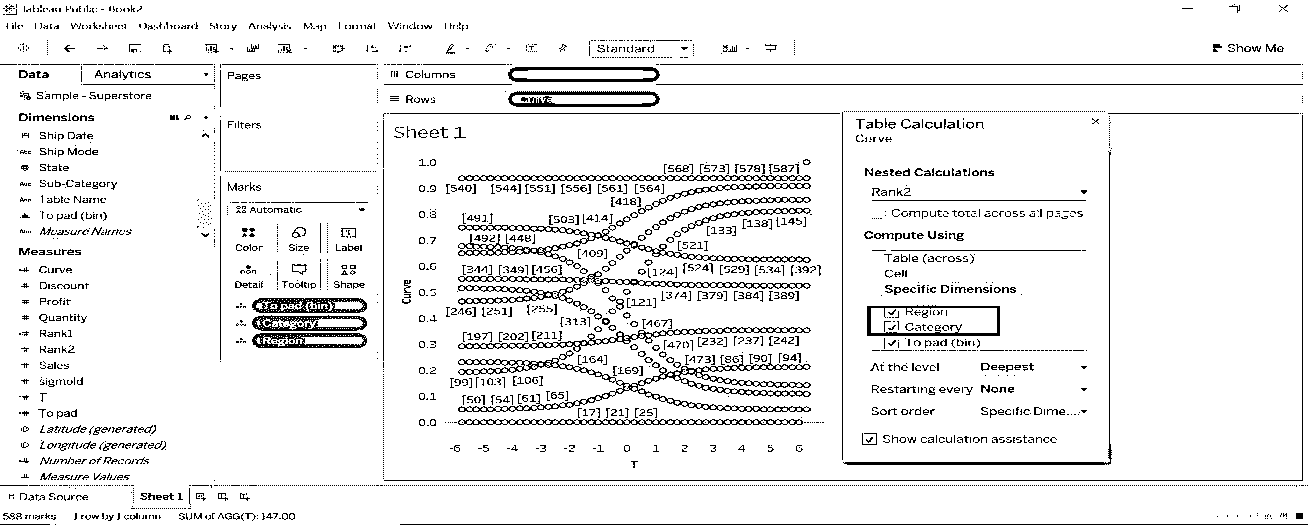 Tableau Public - Book2
File Data Worksheet Dashboard Story Analysis Map Format Window Help
Standard
Show Me
Data Analytics
Sample - Superstore
Dimensions
Ship Date
Ship Mode
State
Sub-Category
Table Name
To pad (bin)
Measure Names
Measures
Curve
Discount
Profit
Quantity
Rank1
Rank2
Sales
sigmoid
T
To pad
Latitude (generated)
Longitude (generated)
Number of Records
Measure Values
Pages
Filters
Marks
Automatic
Color Size Label
Detail Tooltip Shape
To pad (bin)
Category
Region
Columns
Rows
Sheet 1
1.0 [568] [573] [578] [587]
0.9 [540] [544] [551] [556] [561] [564]
[418]
0.8 [491] [503] [414] [133] [138] [145]
0.7 [492] [448] [521]
[409]
0.6 [344] [349] [456] [124] [524] [529] [534] [392]
0.5 [374] [379] [384] [389]
[121]
0.4 [246] [251] [255] [313] [467]
0.3 [197] [202] [211] [470] [232] [237] [242]
0.2 [164] [169] [473] [86] [90] [94]
[99] [103] [106]
0.1 [50] [54] [61] [65]
[17] [21] [25]
0.0
Curve
-6 -5 -4 -3 -2 -1 0 1 2 3 4 5 6
T
Table Calculation
Curve
Nested Calculations
Rank2
Compute total across all pages
Compute Using
Table (across)
Cell
Specific Dimensions
Region
Category
To pad (bin)
At the level Deepest
Restarting every None
Sort order Specific Dime...
Show calculation assistance
Data Source Sheet 1
588 marks 1 row by 1 column SUM of AGG(T): 147.00